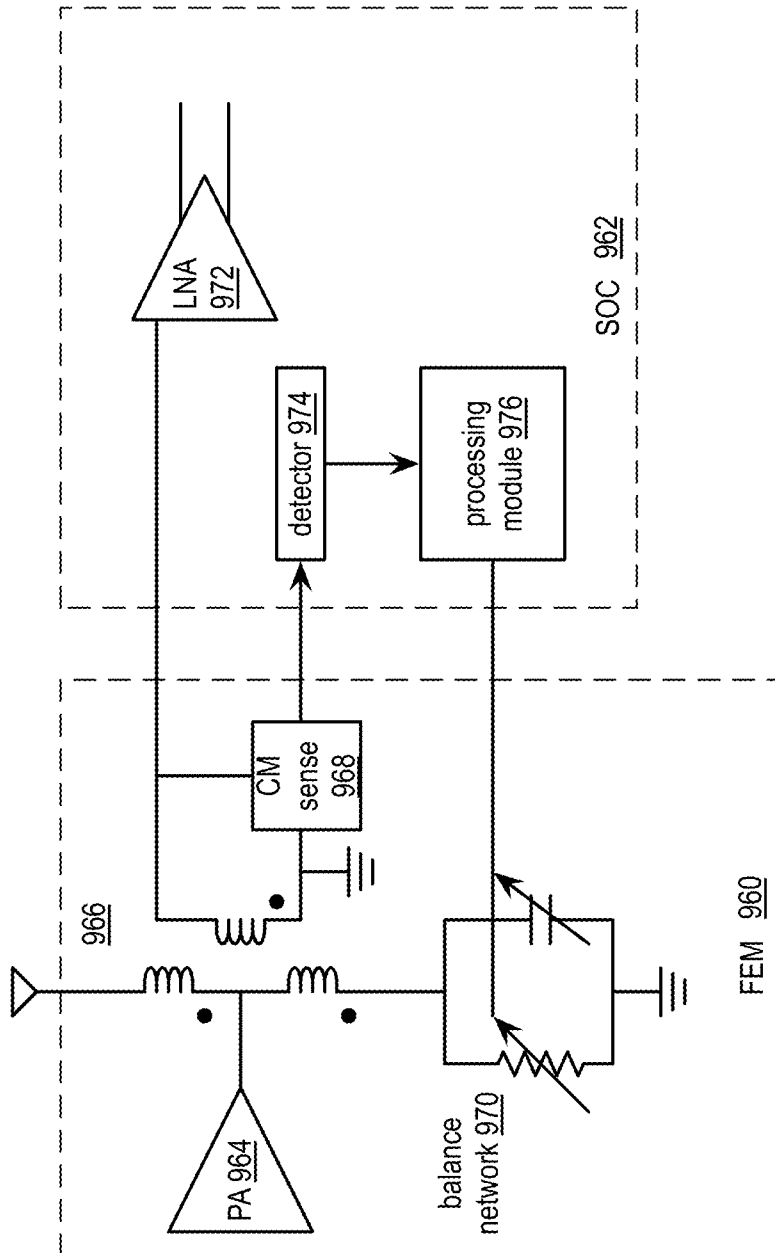 966
PA 964
CM
sense
968
LNA
972
detector 974
processing
module 976
balance
network 970
FEM 960
SOC 962